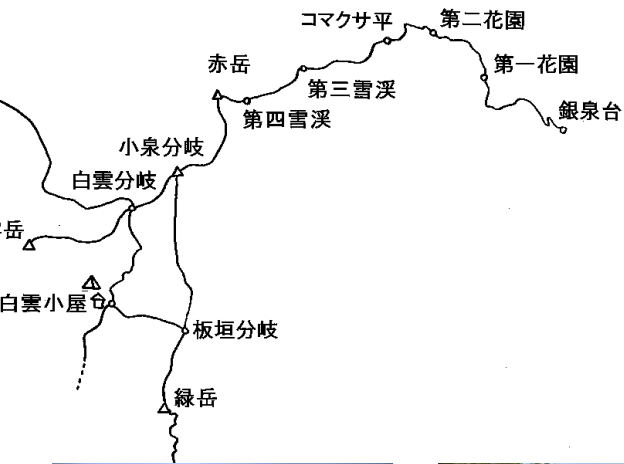 コマクサ平
第二花園
赤岳
第一花園
第三雪渓
第四雪渓
銀泉台
小泉分岐
白雲分岐
岳
白雲小屋
板垣分岐
緑岳